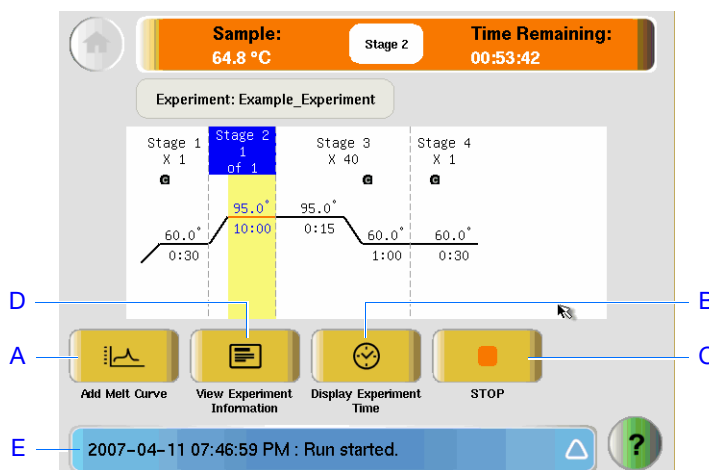 Sample:
64.8 °C
Stage 2
Time Remaining:
00:53:42
Experiment: Example_Experiment
Stage 1
X 1
Stage 2
1
of 1
Stage 3
X 40
Stage 4
X 1
G
G
G
60.0°
0:30
95.0°
10:00
95.0°
0:15
60.0°
1:00
60.0°
0:30
D
B
A
C
Add Melt Curve
View Experiment
Information
Display Experiment
Time
STOP
E
2007-04-11 07:46:59 PM : Run started.
?